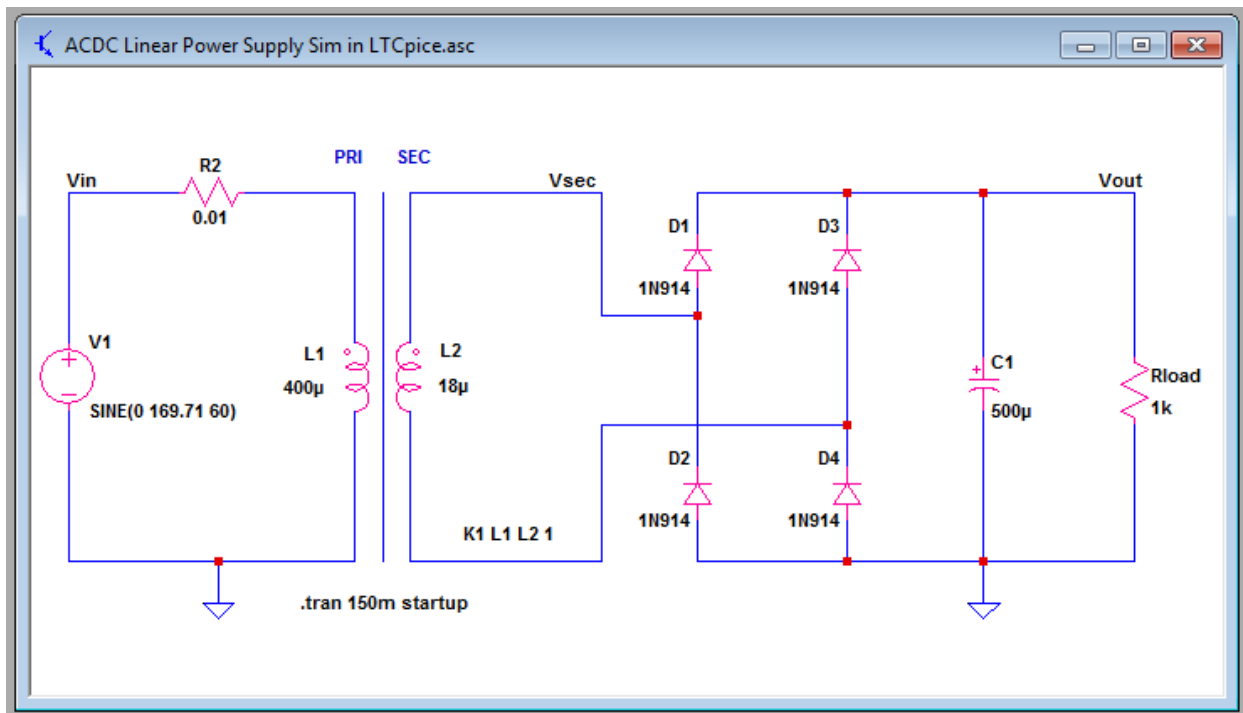 ACDC Linear Power Supply Sim in LTCpice.asc
PRI SEC
Vin
R2
0.01
Vsec
Vout
D1
1N914
D3
1N914
V1
SINE(0 169.71 60)
L1
400µ
L2
18µ
C1
+
500µ
Rload
1k
D2
1N914
D4
1N914
K1 L1 L2 1
.tran 150m startup